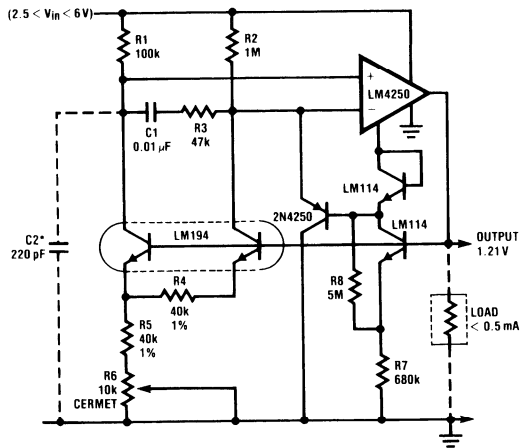 (2.5 < Vin < 6V)
R1
100k
R2
1M
+
LM4250
−
C1
0.01 μF
R3
47k
LM114
2N4250
LM114
LM194
C2*
220 pF
OUTPUT
1.21V
R4
40k
1%
R8
5M
LOAD
< 0.5 mA
R5
40k
1%
R7
680k
R6
10k
CERMET